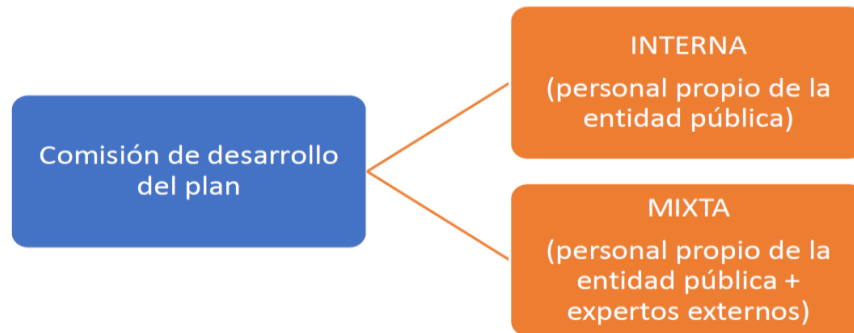 Comisión de desarrollo
del plan
INTERNA
(personal propio de la
entidad pública)
MIXTA
(personal propio de la
entidad pública +
expertos externos)